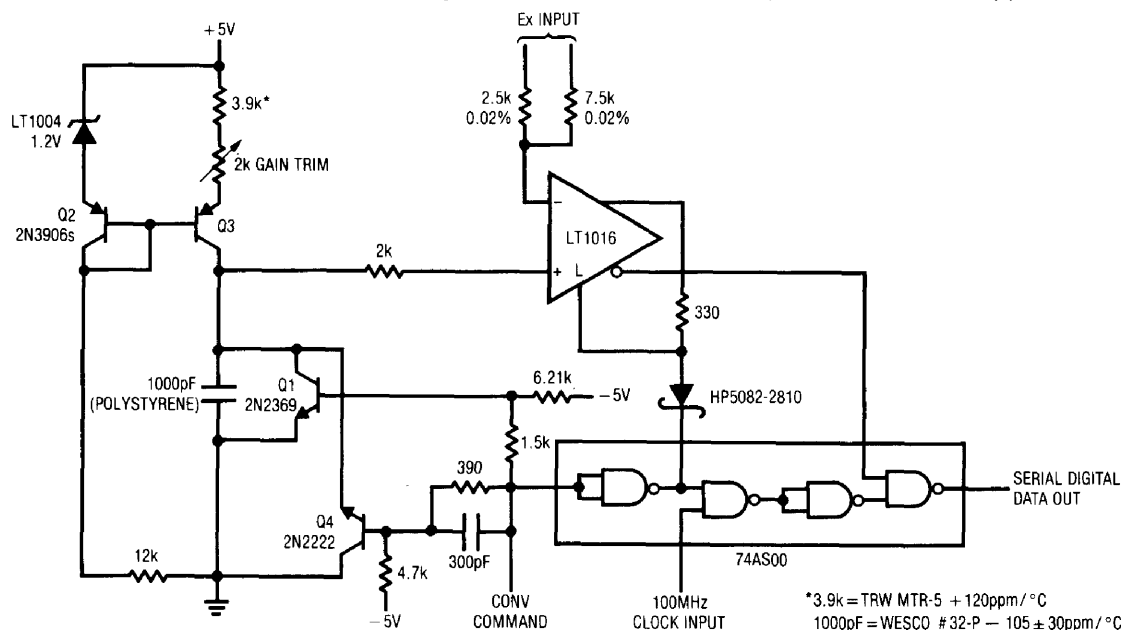 Ex INPUT
+5V
3.9k*
2.5k
0.02%
7.5k
0.02%
LT1004
1.2V
2k GAIN TRIM
Q2
2N3906s
Q3
−
LT1016
+ L
2k
330
1000pF
(POLYSTYRENE)
Q1
2N2369
6.21k
−5V
HP5082-2810
1.5k
390
SERIAL DIGITAL
DATA OUT
Q4
2N2222
300pF
74AS00
12k
4.7k
−5V
CONV
COMMAND
100MHz
CLOCK INPUT
*3.9k = TRW MTR-5 +120ppm/°C
1000pF = WESCO #32-P − 105 ± 30ppm/°C